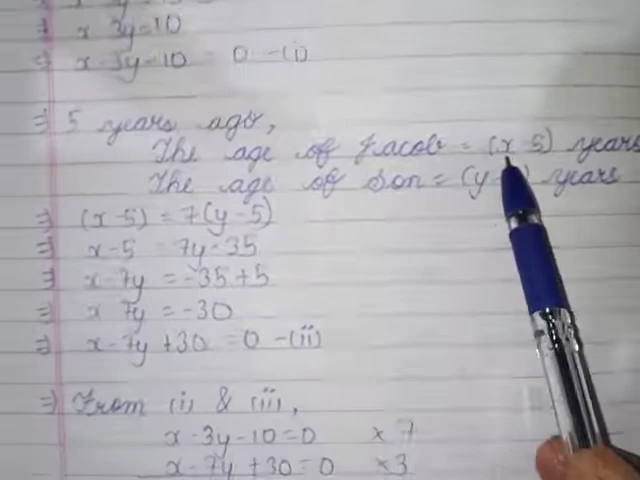 ⇒ x 3y=10
⇒ x-3y-10 = 0 -(i)
⇒ 5 years ago,
The age of Jacob = (x-5) years
The age of Son = (y- ) years
⇒ (x-5) = 7(y-5)
⇒ x-5 = 7y-35
⇒ x-7y = -35+5
⇒ x 7y = -30
⇒ x-7y +30 = 0 -(ii)
⇒ From (i) & (ii),
x-3y-10=0 × 7
x-7y+30=0 ×3